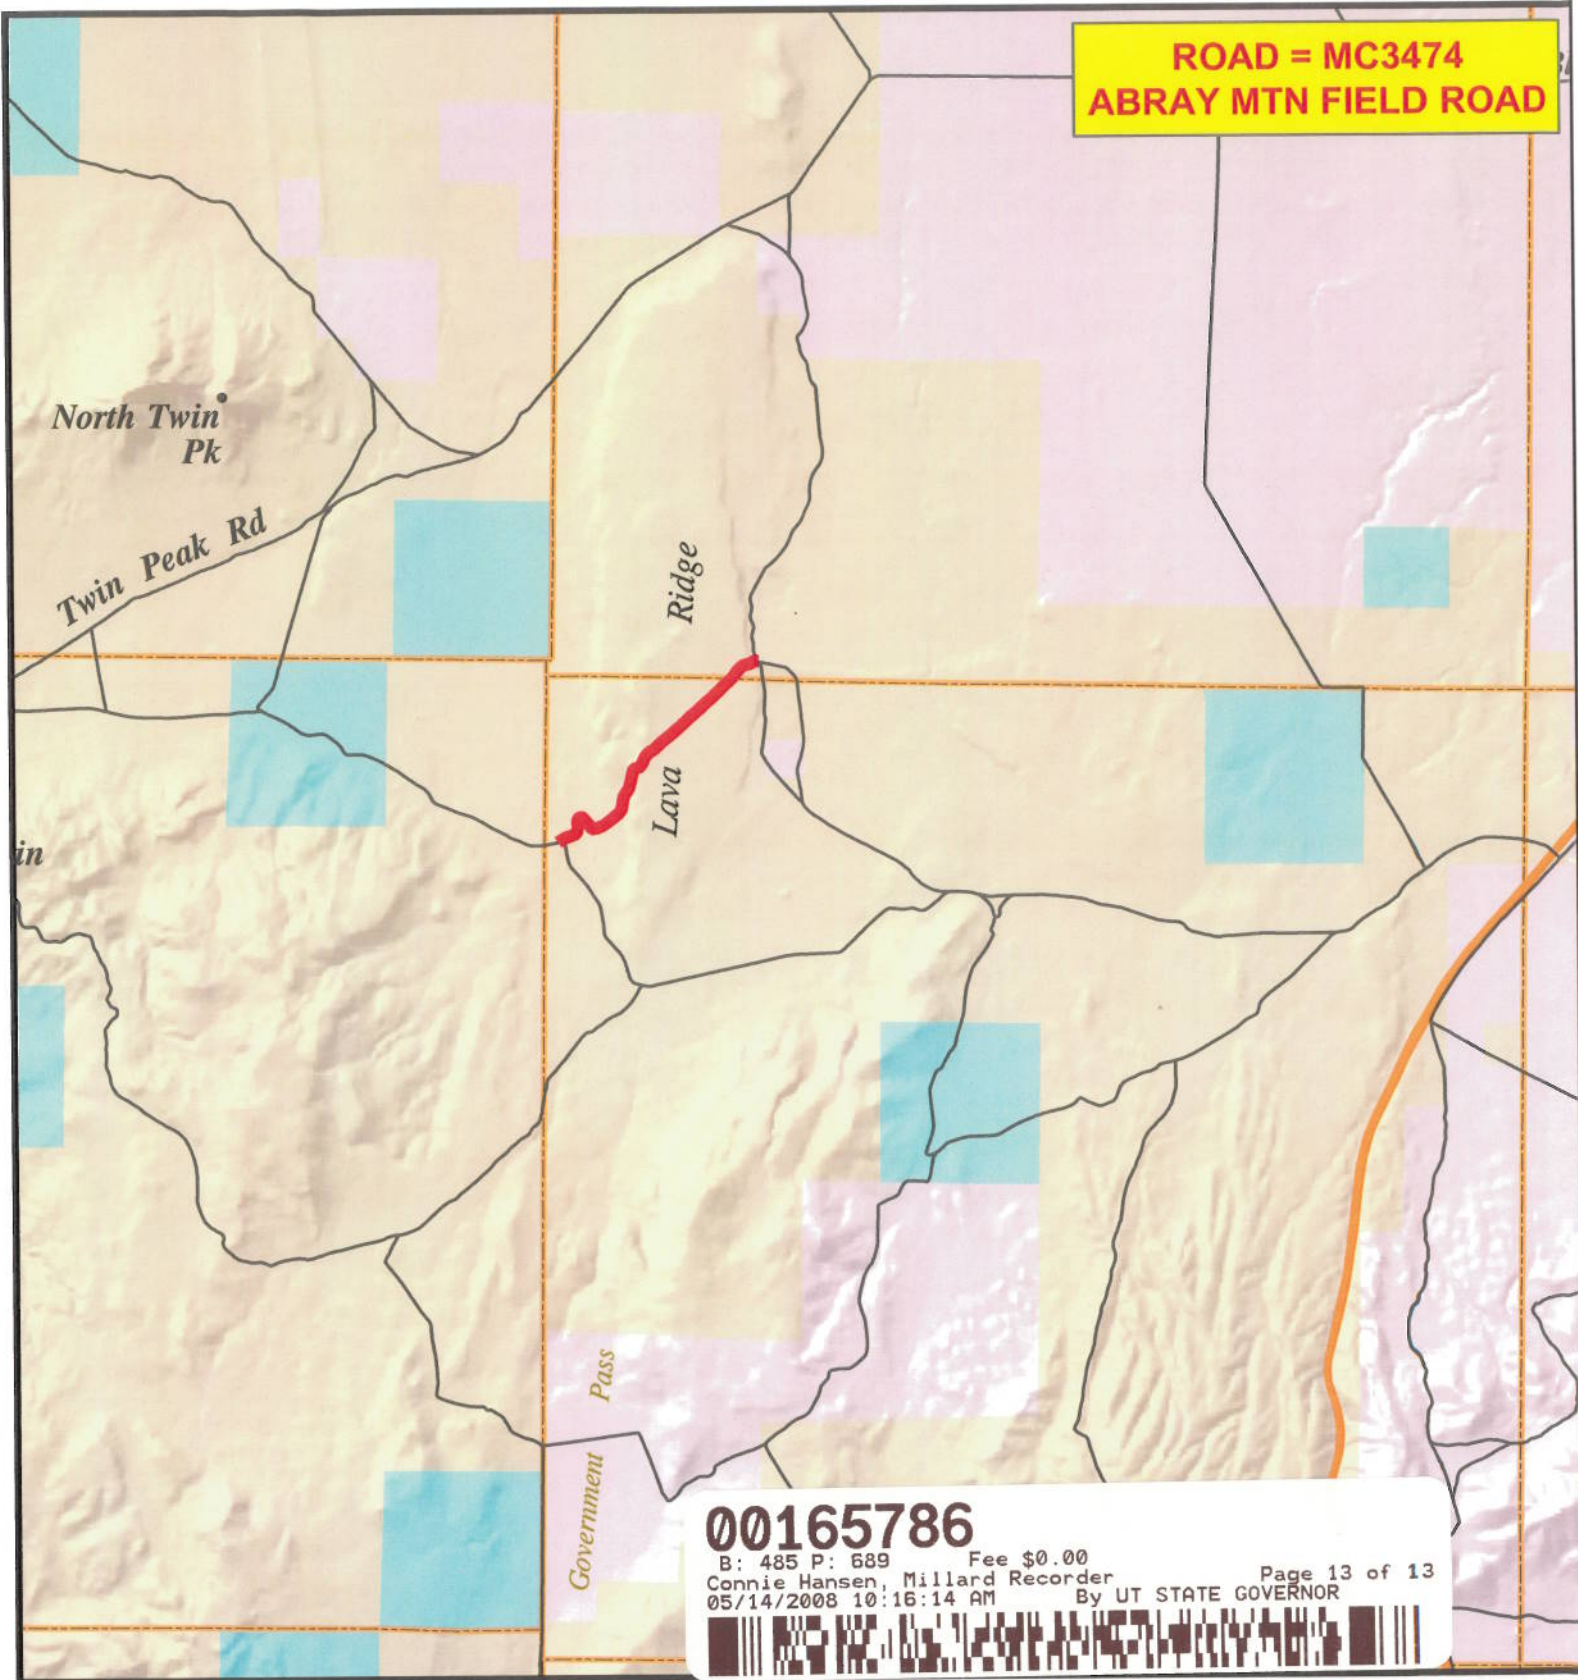 ROAD = MC3474
ABRAY MTN FIELD ROAD
North Twin
Pk
Twin Peak Rd
Ridge
Lava
in
Pass
Government
00165786
B: 485 P: 689 Fee $0.00
Connie Hansen, Millard Recorder Page 13 of 13
05/14/2008 10:16:14 AM By UT STATE GOVERNOR